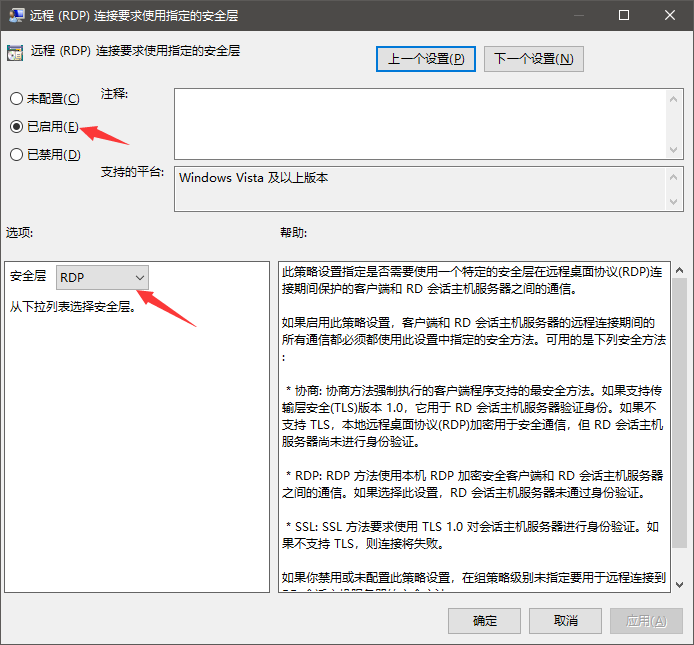 远程 (RDP) 连接要求使用指定的安全层
远程 (RDP) 连接要求使用指定的安全层
上一个设置(P)
下一个设置(N)
未配置(C)
已启用(E)
已禁用(D)
注释:
支持的平台:
Windows Vista 及以上版本
选项:
帮助:
安全层
RDP
从下拉列表选择安全层。
此策略设置指定是否需要使用一个特定的安全层在远程桌面协议(RDP)连
接期间保护的客户端和 RD 会话主机服务器之间的通信。
如果启用此策略设置，客户端和 RD 会话主机服务器的远程连接期间的
所有通信都必须都使用此设置中指定的安全方法。可用的是下列安全方法
:
* 协商: 协商方法强制执行的客户端程序支持的最安全方法。如果支持传
输层安全(TLS)版本 1.0，它用于 RD 会话主机服务器验证身份。如果不
支持 TLS，本地远程桌面协议(RDP)加密用于安全通信，但 RD 会话主机
服务器尚未进行身份验证。
* RDP: RDP 方法使用本机 RDP 加密安全客户端和 RD 会话主机服务器
之间的通信。如果选择此设置，RD 会话主机服务器未通过身份验证。
* SSL: SSL 方法要求使用 TLS 1.0 对会话主机服务器进行身份验证。如
果不支持 TLS，则连接将失败。
如果你禁用或未配置此策略设置，在组策略级别未指定要用于远程连接到
确定
取消
应用(A)